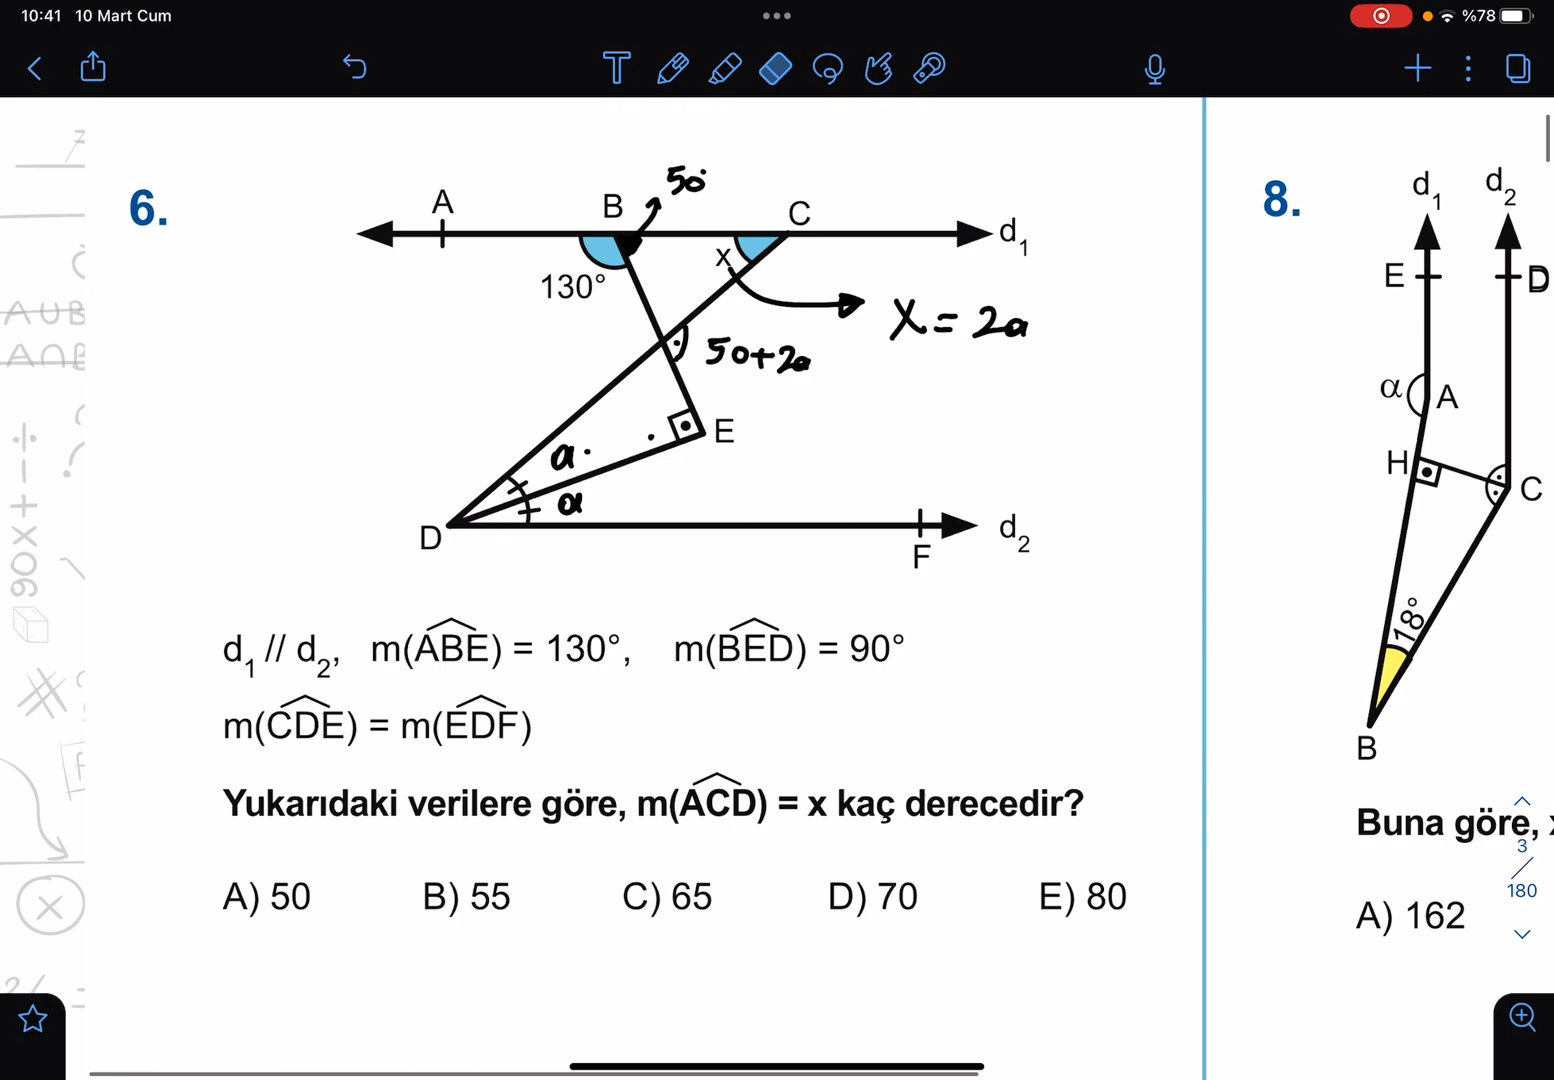 10:41 10 Mart Cum
%78
6.
A
B
50°
C
d1
130°
x
X = 2a
50+2a
E
a
a
D
F
d2
d1 // d2, m(ABE) = 130°, m(BED) = 90°
m(CDE) = m(EDF)
Yukarıdaki verilere göre, m(ACD) = x kaç derecedir?
A) 50 B) 55 C) 65 D) 70 E) 80
8.
d1 d2
E
D
α
A
H
C
18°
B
Buna göre,
3
180
A) 162
AUB
A∩B
90x+-÷